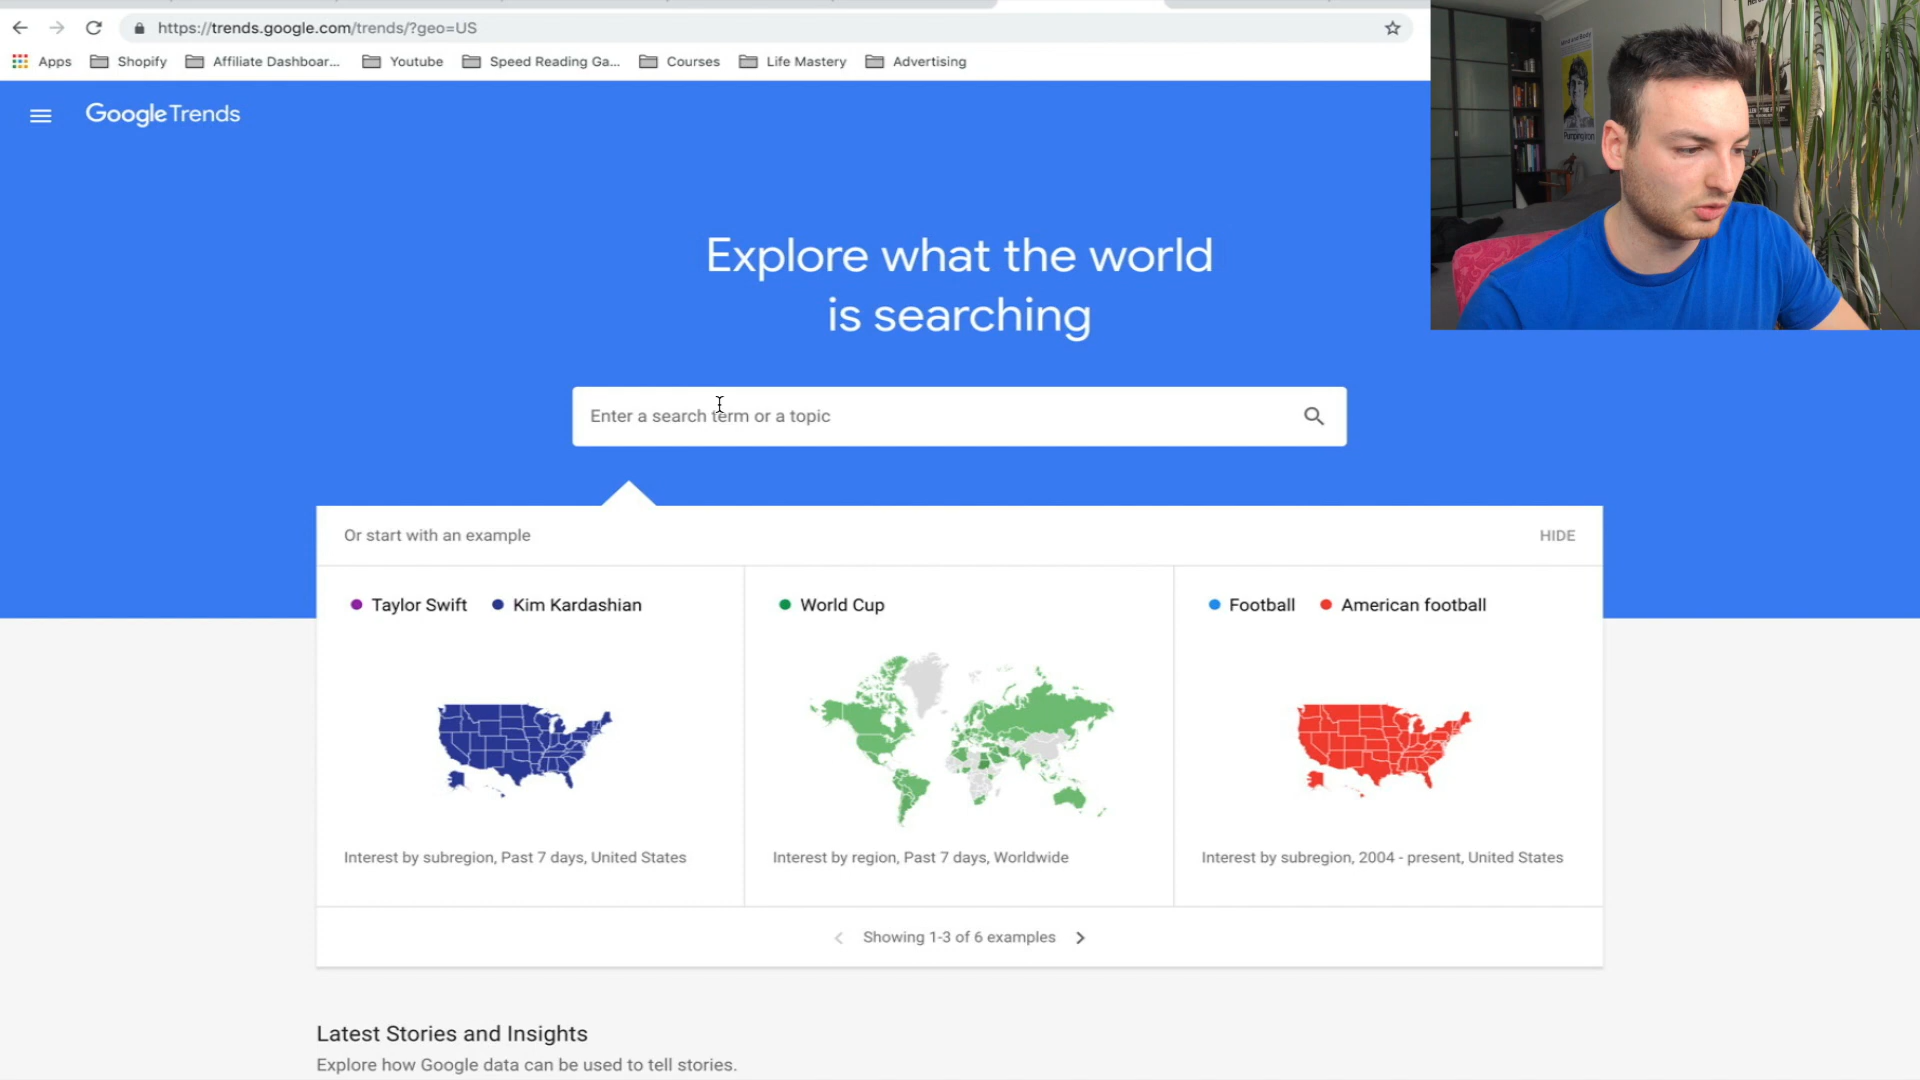 https://trends.google.com/trends/?geo=US
Apps Shopify Affiliate Dashboar... Youtube Speed Reading Ga... Courses Life Mastery Advertising
Google Trends
Explore what the world
is searching
Enter a search term or a topic
Or start with an example HIDE
Taylor Swift Kim Kardashian
World Cup
Football American football
Interest by subregion, Past 7 days, United States
Interest by region, Past 7 days, Worldwide
Interest by subregion, 2004 - present, United States
Showing 1-3 of 6 examples
Latest Stories and Insights
Explore how Google data can be used to tell stories.